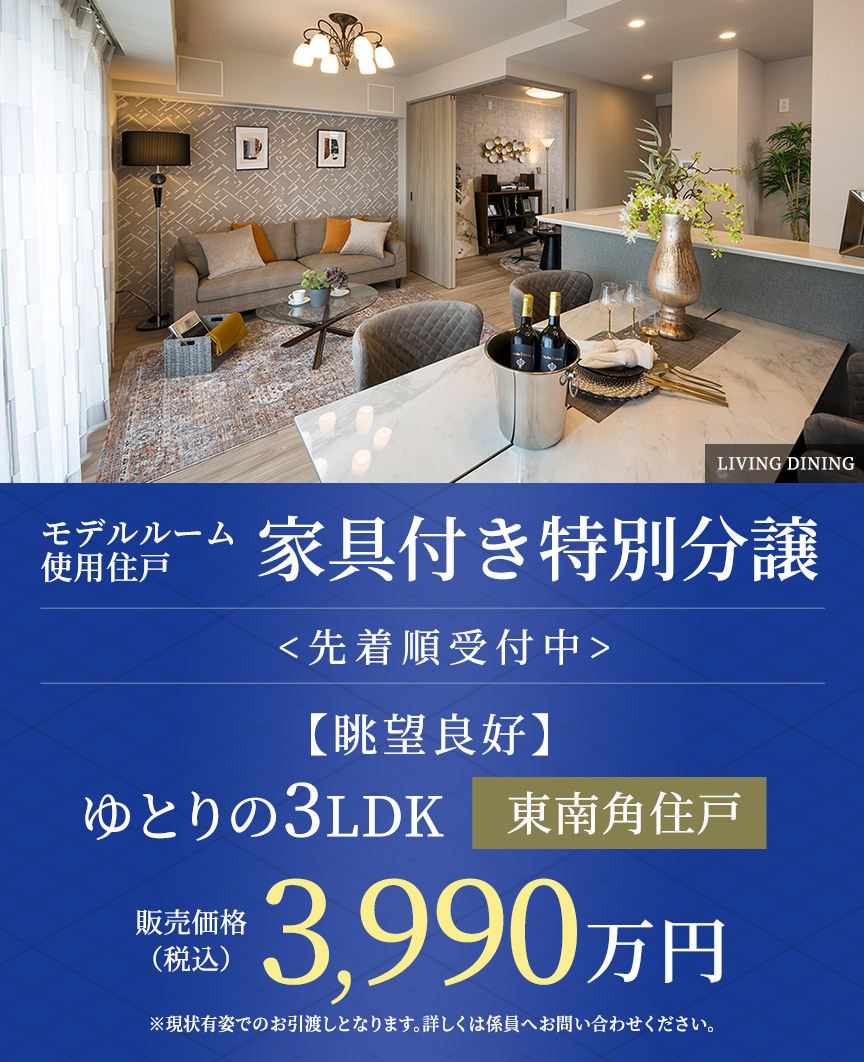 LIVING DINING
モデルルーム
使用住戸
家具付き特別分譲
<先着順受付中>
【眺望良好】
ゆとりの3LDK
東南角住戸
販売価格
（税込）
3,990万円
※現状有姿でのお引渡しとなります。詳しくは係員へお問い合わせください。